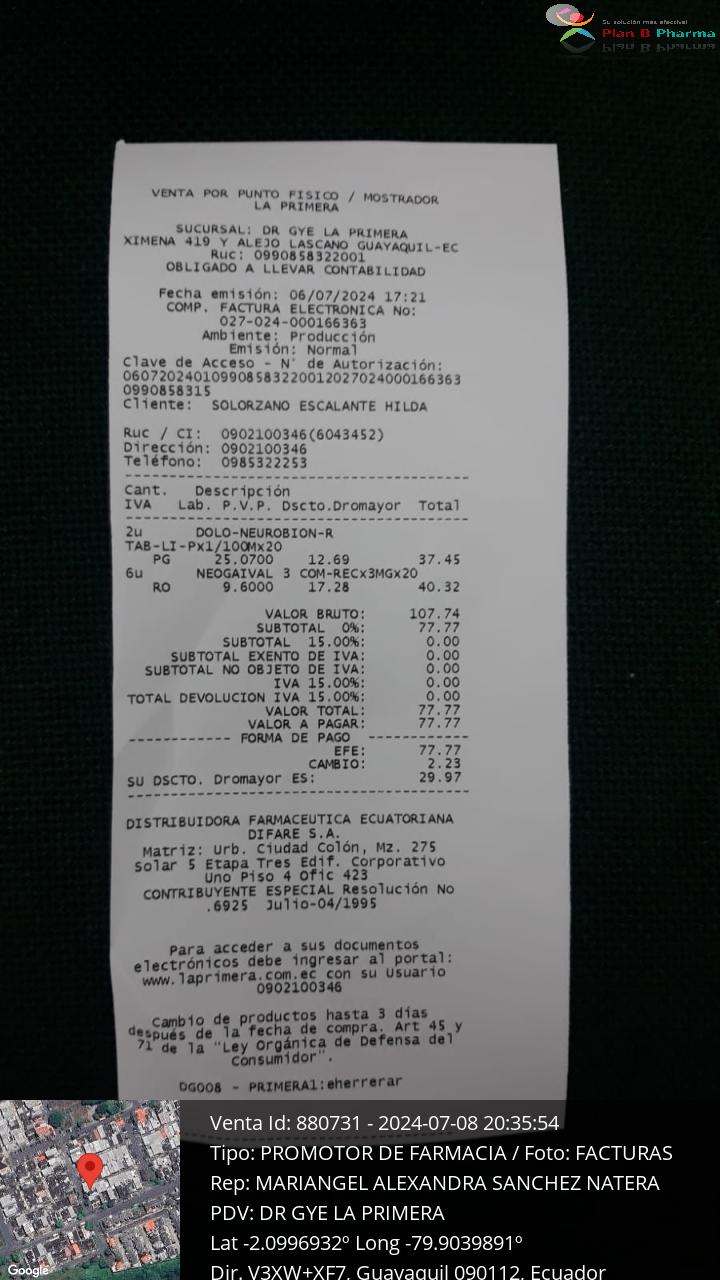 Su solución más efectiva!
Plan B Pharma
VENTA POR PUNTO FISICO / MOSTRADOR
LA PRIMERA
SUCURSAL: DR GYE LA PRIMERA
XIMENA 419 Y ALEJO LASCANO GUAYAQUIL-EC
Ruc: 0990858322001
OBLIGADO A LLEVAR CONTABILIDAD
Fecha emisión: 06/07/2024 17:21
COMP. FACTURA ELECTRONICA No:
027-024-000166363
Ambiente: Producción
Emisión: Normal
Clave de Acceso - N° de Autorización:
060720240109908583220012027024000166363
0990858315
Cliente: SOLORZANO ESCALANTE HILDA
Ruc / CI: 0902100346(6043452)
Dirección: 0902100346
Teléfono: 0985322253
Cant. Descripción
IVA Lab. P.V.P. Dscto.Dromayor Total
2u DOLO-NEUROBION-R
TAB-LI-Px1/100Mx20
PG 25.0700 12.69 37.45
6u NEOGAIVAL 3 COM-RECx3MGx20
RO 9.6000 17.28 40.32
VALOR BRUTO: 107.74
SUBTOTAL 0%: 77.77
SUBTOTAL 15.00%: 0.00
SUBTOTAL EXENTO DE IVA: 0.00
SUBTOTAL NO OBJETO DE IVA: 0.00
IVA 15.00%: 0.00
TOTAL DEVOLUCION IVA 15.00%: 0.00
VALOR TOTAL: 77.77
VALOR A PAGAR: 77.77
------------ FORMA DE PAGO ------------
EFE: 77.77
CAMBIO: 2.23
SU DSCTO. Dromayor ES: 29.97
DISTRIBUIDORA FARMACEUTICA ECUATORIANA
DIFARE S.A.
Matriz: Urb. Ciudad Colón, Mz. 275
Solar 5 Etapa Tres Edif. Corporativo
Uno Piso 4 Ofic 423
CONTRIBUYENTE ESPECIAL Resolución No
.6925 Julio-04/1995
Para acceder a sus documentos
electrónicos debe ingresar al portal:
www.laprimera.com.ec con su Usuario
0902100346
Cambio de productos hasta 3 días
después de la fecha de compra. Art 45 y
71 de la "Ley Orgánica de Defensa del
Consumidor".
DG008 - PRIMERA1:eherrerar
Venta Id: 880731 - 2024-07-08 20:35:54
Tipo: PROMOTOR DE FARMACIA / Foto: FACTURAS
Rep: MARIANGEL ALEXANDRA SANCHEZ NATERA
PDV: DR GYE LA PRIMERA
Lat -2.0996932º Long -79.9039891º
Dir. V3XW+XF7, Guayaquil 090112, Ecuador
Google